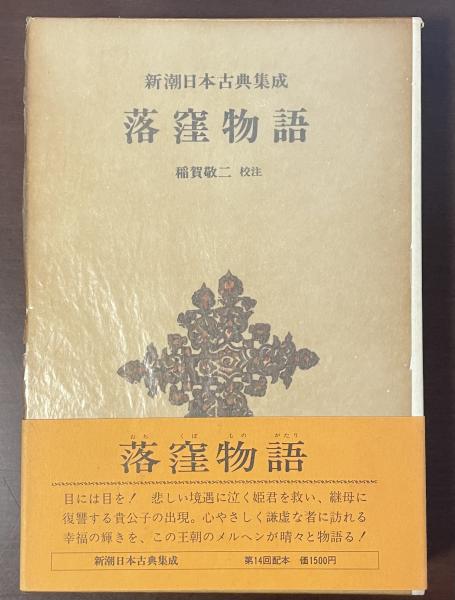 新潮日本古典集成
落窪物語
稲賀敬二 校注
おち くぼ もの がたり
落窪物語
目には目を! 悲しい境遇に泣く姫君を救い、継母に
復讐する貴公子の出現。心やさしく謙虚な者に訪れる
幸福の輝きを、この王朝のメルヘンが晴々と物語る!
新潮日本古典集成 第14回配本 価1500円